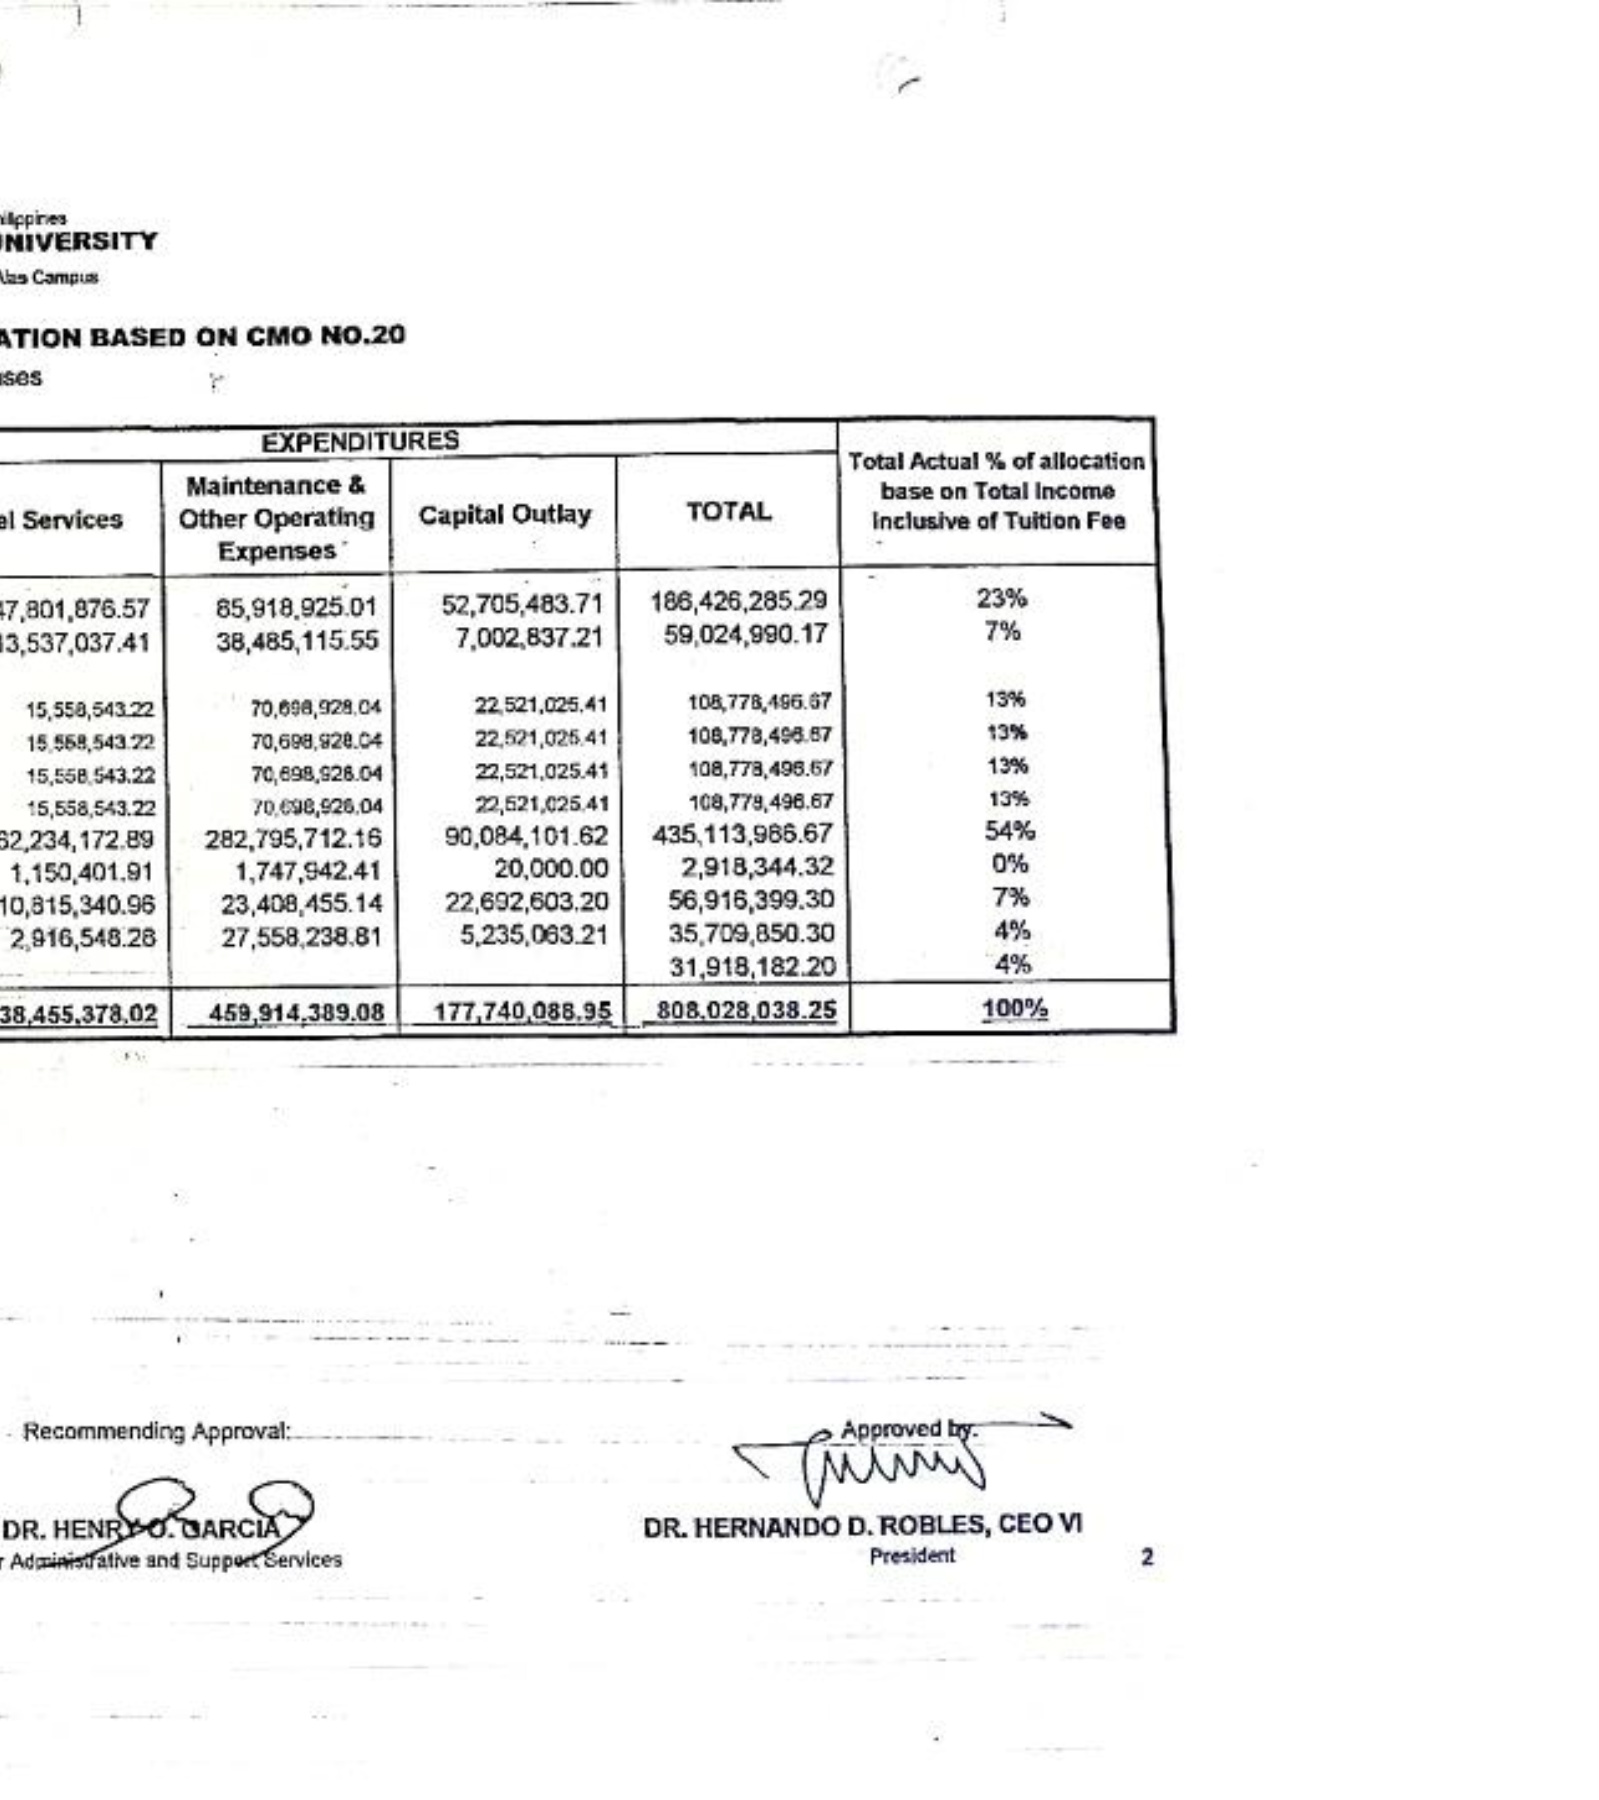 UNIVERSITY
Campus
BASED ON CMO NO.20
EXPENDITURES
Total Actual % of allocation base on Total Income Inclusive of Tuition Fee
Services
Maintenance & Other Operating Expenses
Capital Outlay
TOTAL
47,801,876.57 85,918,925.01 52,705,483.71 186,426,285.29 23%
13,537,037.41 38,485,115.55 7,002,837.21 59,024,990.17 7%
15,558,543.22 70,698,928.04 22,521,025.41 108,778,496.67 13%
15,558,543.22 70,698,928.04 22,521,025.41 108,778,496.67 13%
15,558,543.22 70,698,928.04 22,521,025.41 108,778,496.67 13%
15,558,543.22 70,698,928.04 22,521,025.41 108,778,496.67 13%
62,234,172.89 282,795,712.16 90,084,101.62 435,113,986.67 54%
1,150,401.91 1,747,942.41 20,000.00 2,918,344.32 0%
10,815,340.96 23,408,455.14 22,692,603.20 56,916,399.30 7%
2,916,548.28 27,558,238.81 5,235,063.21 35,709,850.30 4%
31,918,182.20 4%
38,455,378.02 459,914,389.08 177,740,088.95 808,028,038.25 100%
Recommending Approval:
Approved by:
DR. HENRY O. GARCIA
DR. HERNANDO D. ROBLES, CEO VI
Administrative and Support Services
President
2